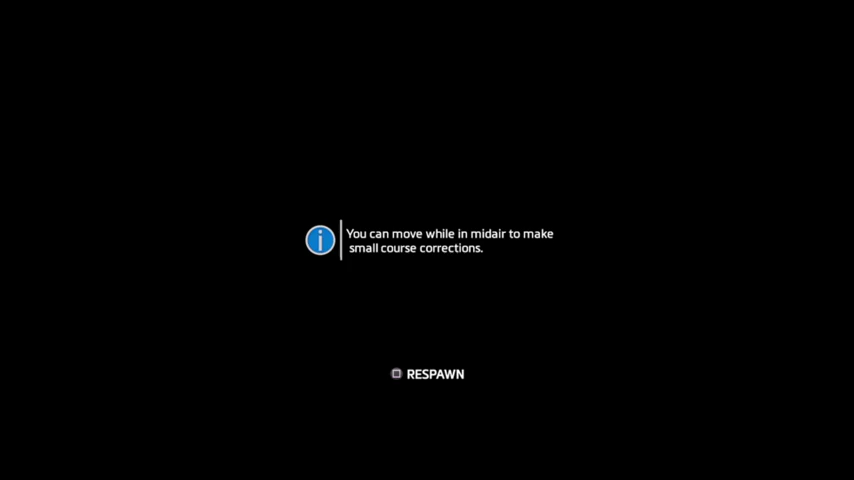 You can move while in midair to make
small course corrections.
RESPAWN